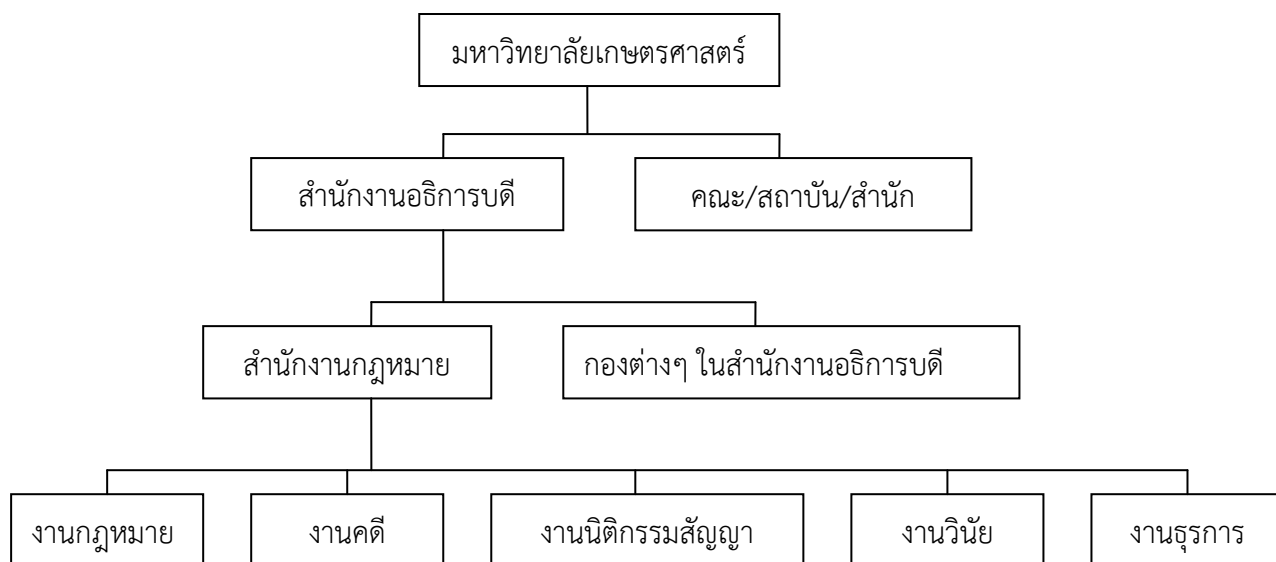 มหาวิทยาลัยเกษตรศาสตร์
สำนักงานอธิการบดี
คณะ/สถาบัน/สำนัก
สำนักงานกฎหมาย
กองต่างๆ ในสำนักงานอธิการบดี
งานกฎหมาย
งานคดี
งานนิติกรรมสัญญา
งานวินัย
งานธุรการ